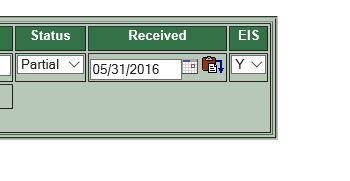 Status Received EIS
Partial 05/31/2016 Y